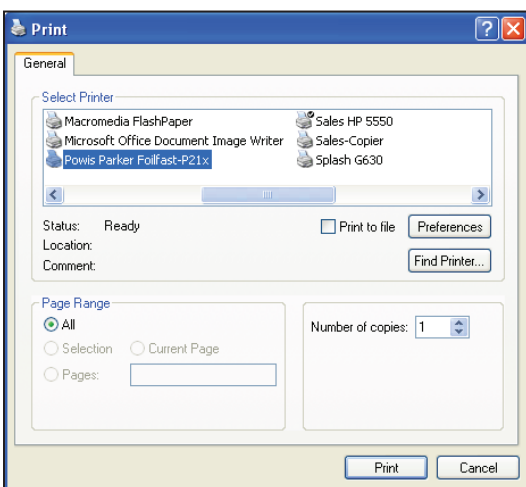 Print
General
Select Printer
Macromedia FlashPaper
Sales HP 5550
Microsoft Office Document Image Writer
Sales-Copier
Powis Parker Foilfast-P21x
Splash G630
Status: Ready
Print to file
Preferences
Location:
Comment:
Find Printer...
Page Range
All
Number of copies: 1
Selection
Current Page
Pages:
Print
Cancel